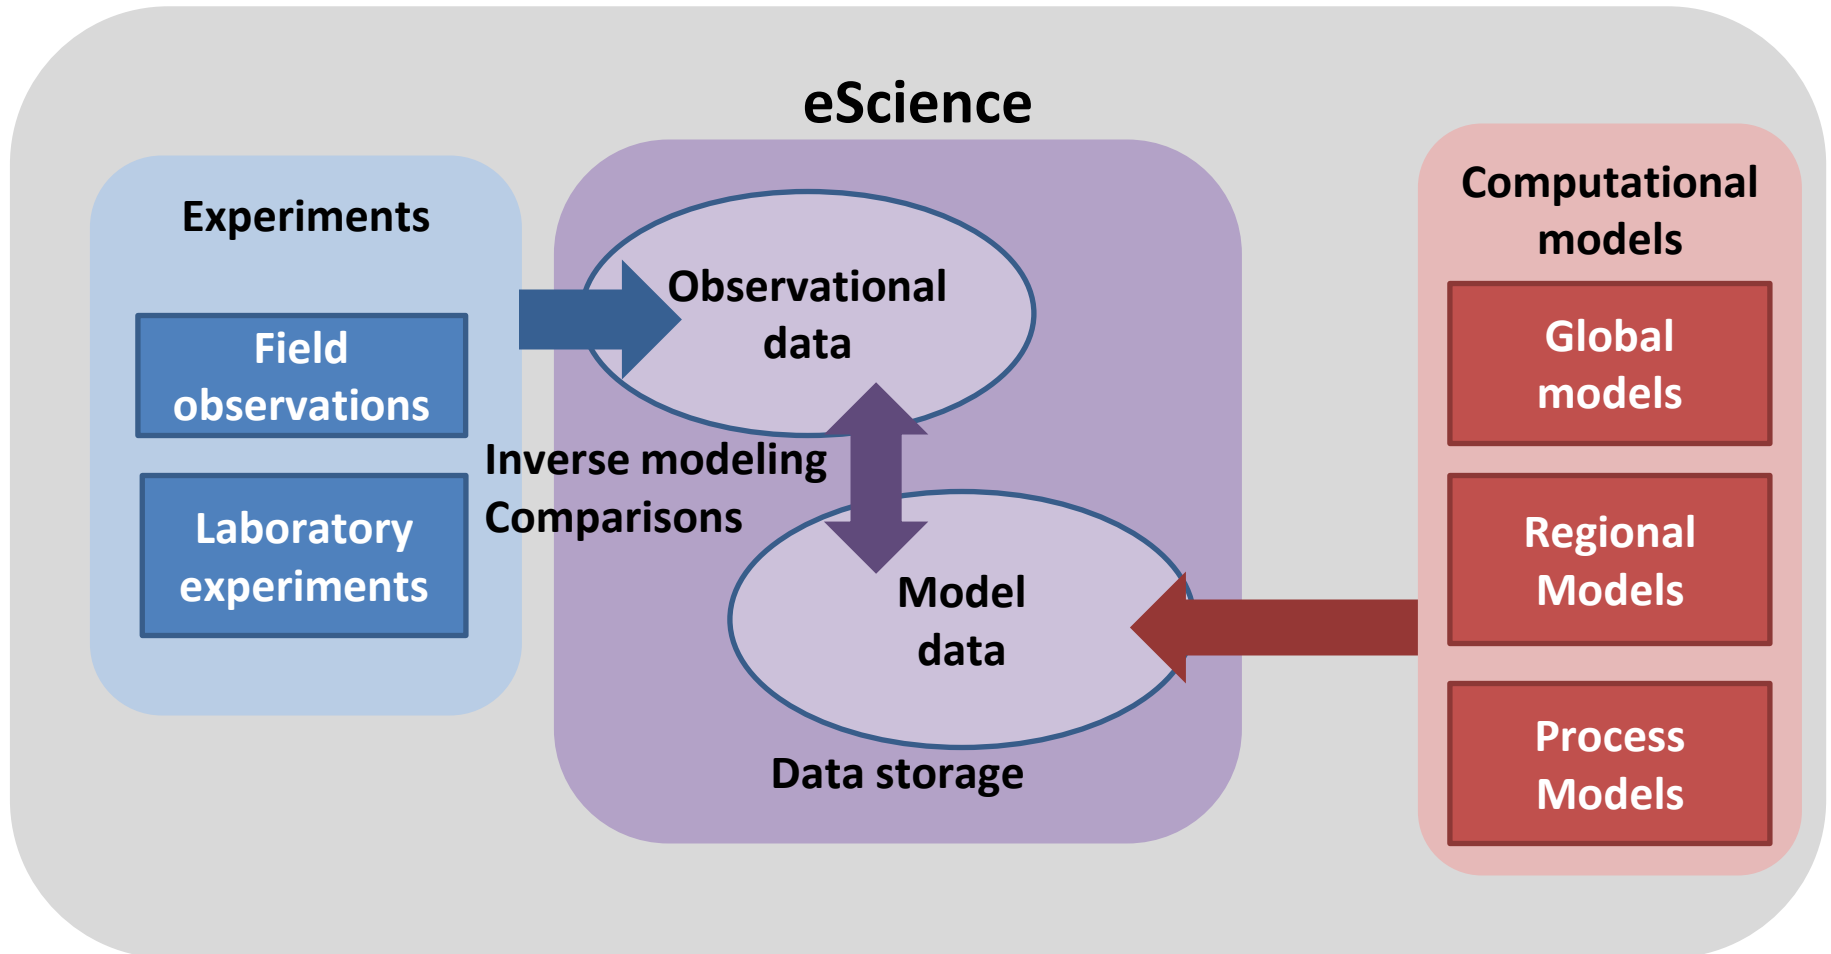 eScience
Experiments
Field
observations
Laboratory
experiments
Observational
data
Inverse modeling
Comparisons
Model
data
Data storage
Computational
models
Global
models
Regional
Models
Process
Models